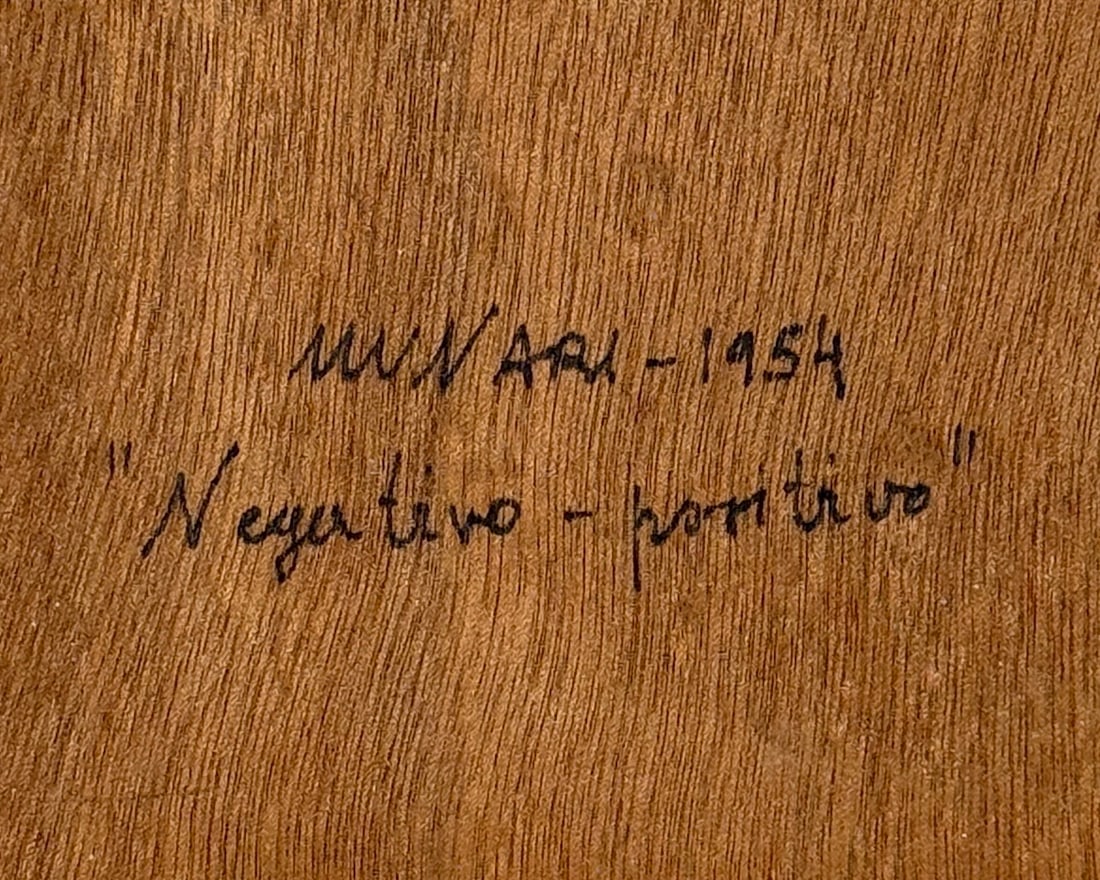 MUNARI - 1954
"Negativo - positivo"